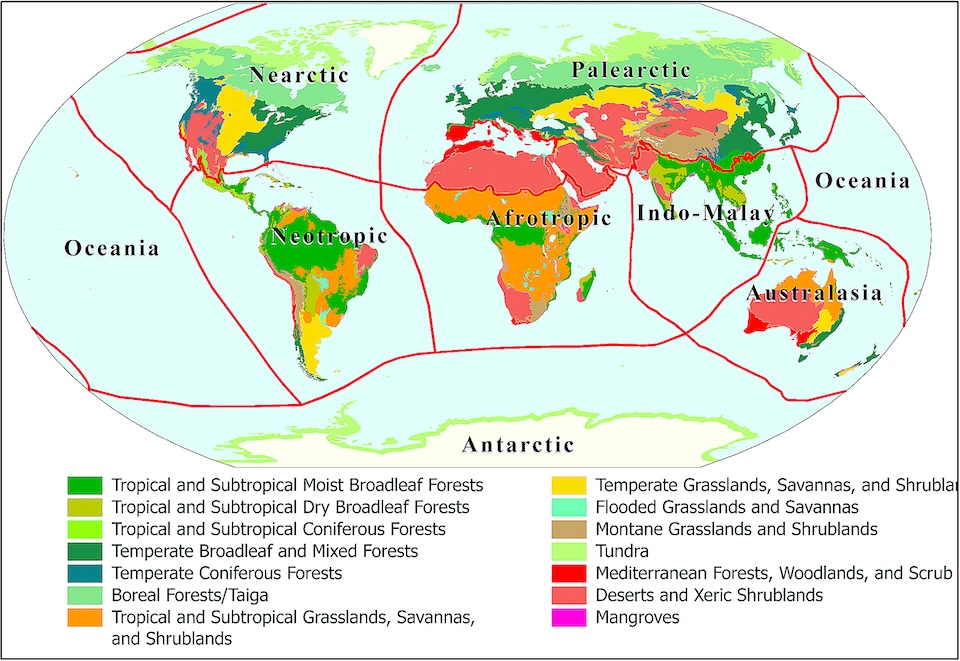 Nearctic
Palearctic
Oceania
Afrotropic
Indo-Malay
Neotropic
Oceania
Australasia
Antarctic
Tropical and Subtropical Moist Broadleaf Forests
Tropical and Subtropical Dry Broadleaf Forests
Tropical and Subtropical Coniferous Forests
Temperate Broadleaf and Mixed Forests
Temperate Coniferous Forests
Boreal Forests/Taiga
Tropical and Subtropical Grasslands, Savannas,
and Shrublands
Temperate Grasslands, Savannas, and Shrublan
Flooded Grasslands and Savannas
Montane Grasslands and Shrublands
Tundra
Mediterranean Forests, Woodlands, and Scrub
Deserts and Xeric Shrublands
Mangroves